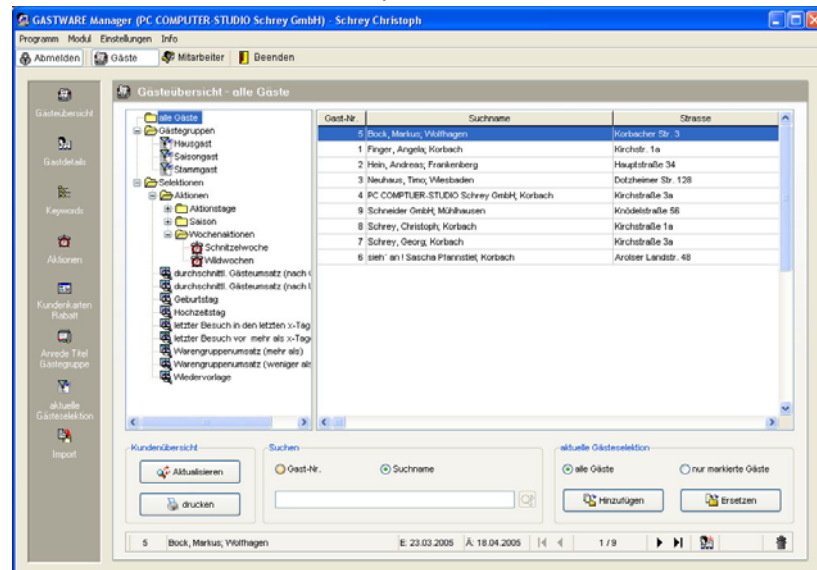 GASTWARE Manager (PC COMPUTER-STUDIO Schrey GmbH) - Schrey Christoph
Programm Modul Einstellungen Info
Abmelden Gäste Mitarbeiter Beenden
Gästeübersicht
Gastdetails
Keywords
Aktionen
Kundenkarten
Rabatt
Anrede Titel
Gästegruppe
aktuelle
Gästeselektion
Import
Gästeübersicht - alle Gäste
alle Gäste
Gästegruppen
Hausgast
Saisongast
Stammgast
Selektionen
Aktionen
Aktionstage
Saison
Wochenaktionen
Schnitzelwoche
Wildwochen
durchschnittl. Gästeumsatz (nach
durchschnittl. Gästeumsatz (nach
Geburtstag
Hochzeitstag
letzter Besuch in den letzten x-Tag
letzter Besuch vor mehr als x-Tag
Warengruppenumsatz (mehr als)
Warengruppenumsatz (weniger als
Wiedervorlage
Gast-Nr. Suchname Strasse
5 Bock, Markus; Wolfhagen Korbacher Str. 3
1 Finger, Angela; Korbach Kirchstr. 1a
2 Hein, Andreas; Frankenberg Hauptstraße 34
3 Neuhaus, Timo; Wiesbaden Dotzheimer Str. 128
4 PC COMPTUER-STUDIO Schrey GmbH; Korbach Kirchstraße 3a
9 Schneider GmbH; Mühlhausen Knödelstraße 56
8 Schrey, Christoph; Korbach Kirchstraße 1a
7 Schrey, Georg; Korbach Kirchstraße 3a
6 sieh´ an ! Sascha Pfannstiel; Korbach Arolser Landstr. 48
Kundenübersicht
Aktualisieren
drucken
Suchen
Gast-Nr. Suchname
aktuelle Gästeselektion
alle Gäste nur markierte Gäste
Hinzufügen Ersetzen
5 Bock, Markus; Wolfhagen E: 23.03.2005 Ä: 18.04.2005 1 / 9